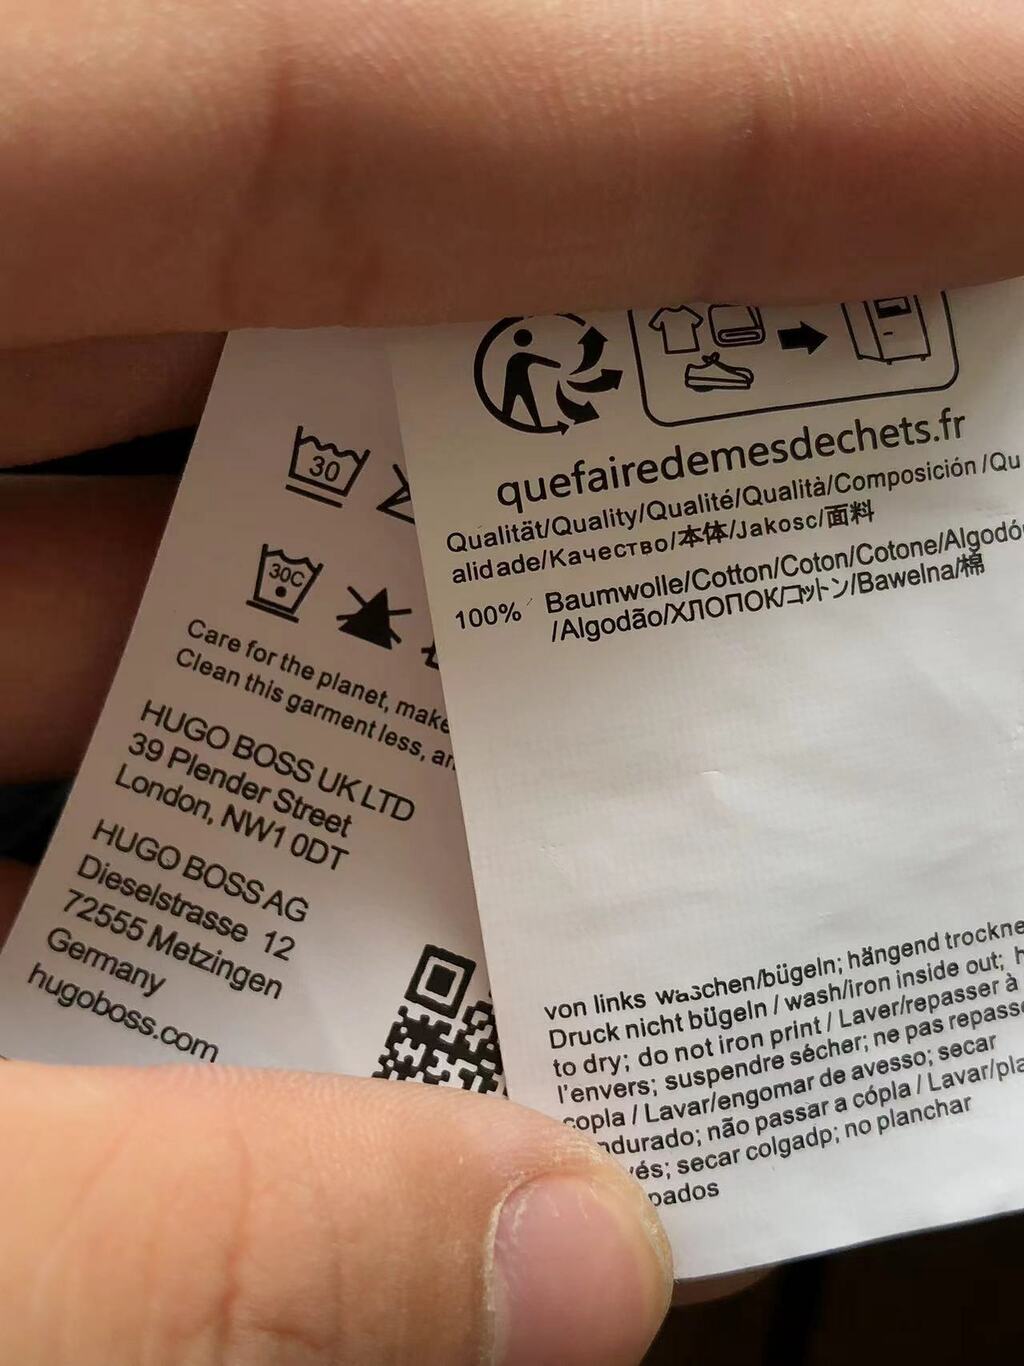 30
30C
Care for the planet, make
Clean this garment less, an
HUGO BOSS UK LTD
39 Plender Street
London, NW1 0DT
HUGO BOSS AG
Dieselstrasse 12
72555 Metzingen
Germany
hugoboss.com
quefairedemesdechets.fr
Qualität/Quality/Qualité/Qualità/Composición/Qu
alidade/Качество/本体/Jakosc/面料
100% Baumwolle/Cotton/Coton/Cotone/Algodó
/Algodão/ХЛОПОК/コットン/Bawelna/棉
von links waschen/bügeln; hängend trockne
Druck nicht bügeln / wash/iron inside out; h
to dry; do not iron print / Laver/repasser à
l'envers; suspendre sécher; ne pas repasse
copla / Lavar/engomar de avesso; secar
ndurado; não passar a cópla / Lavar/pla
vés; secar colgadp; no planchar
pados